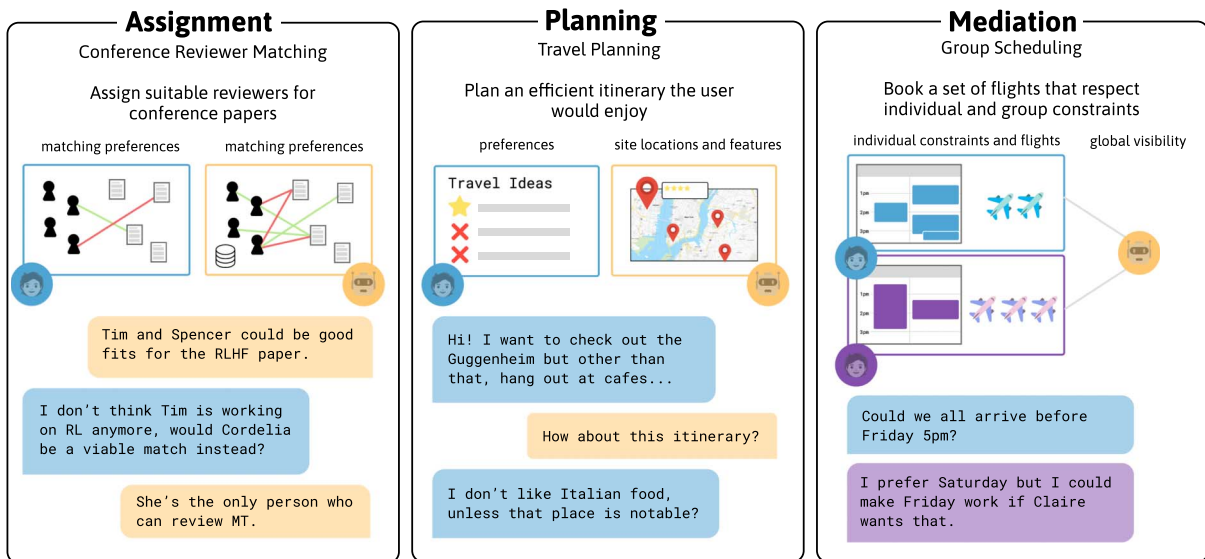 Assignment
Conference Reviewer Matching
Assign suitable reviewers for
conference papers
matching preferences
matching preferences
Tim and Spencer could be good
fits for the RLHF paper.
I don't think Tim is working
on RL anymore, would Cordelia
be a viable match instead?
She's the only person who
can review MT.
Planning
Travel Planning
Plan an efficient itinerary the user
would enjoy
preferences
site locations and features
Travel Ideas
Hi! I want to check out the
Guggenheim but other than
that, hang out at cafes...
How about this itinerary?
I don't like Italian food,
unless that place is notable?
Mediation
Group Scheduling
Book a set of flights that respect
individual and group constraints
individual constraints and flights
global visibility
1pm
2pm
3pm
1pm
2pm
3pm
Could we all arrive before
Friday 5pm?
I prefer Saturday but I could
make Friday work if Claire
wants that.